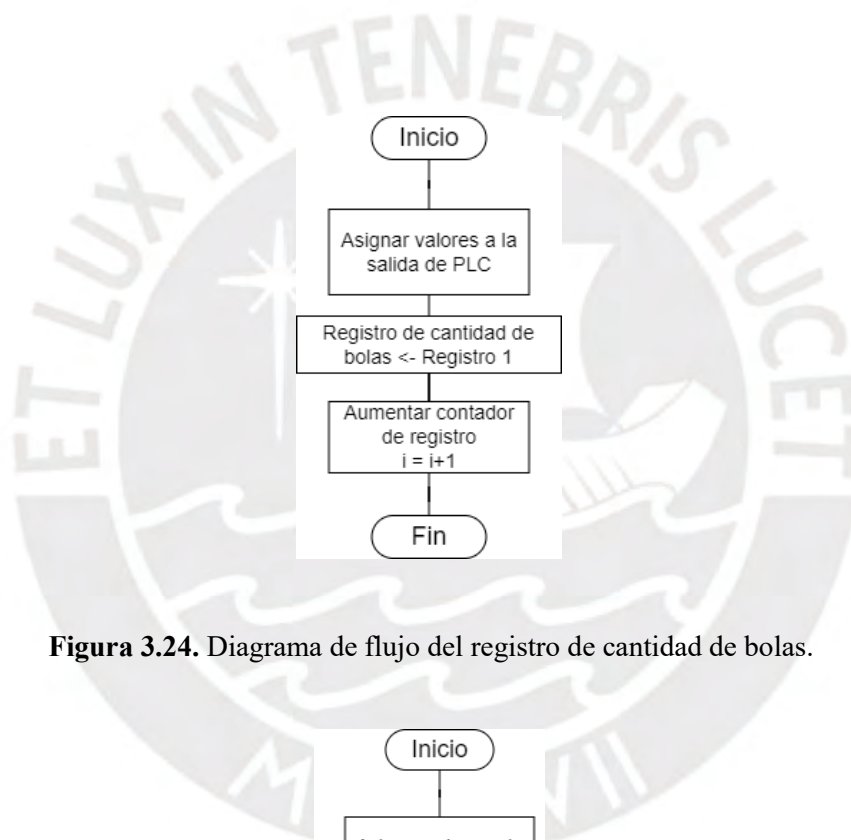 ET LUX IN TENEBRIS LUCET
Inicio
Asignar valores a la
salida de PLC
Registro de cantidad de
bolas <- Registro 1
Aumentar contador
de registro
i = i+1
Fin
Figura 3.24. Diagrama de flujo del registro de cantidad de bolas.
Inicio